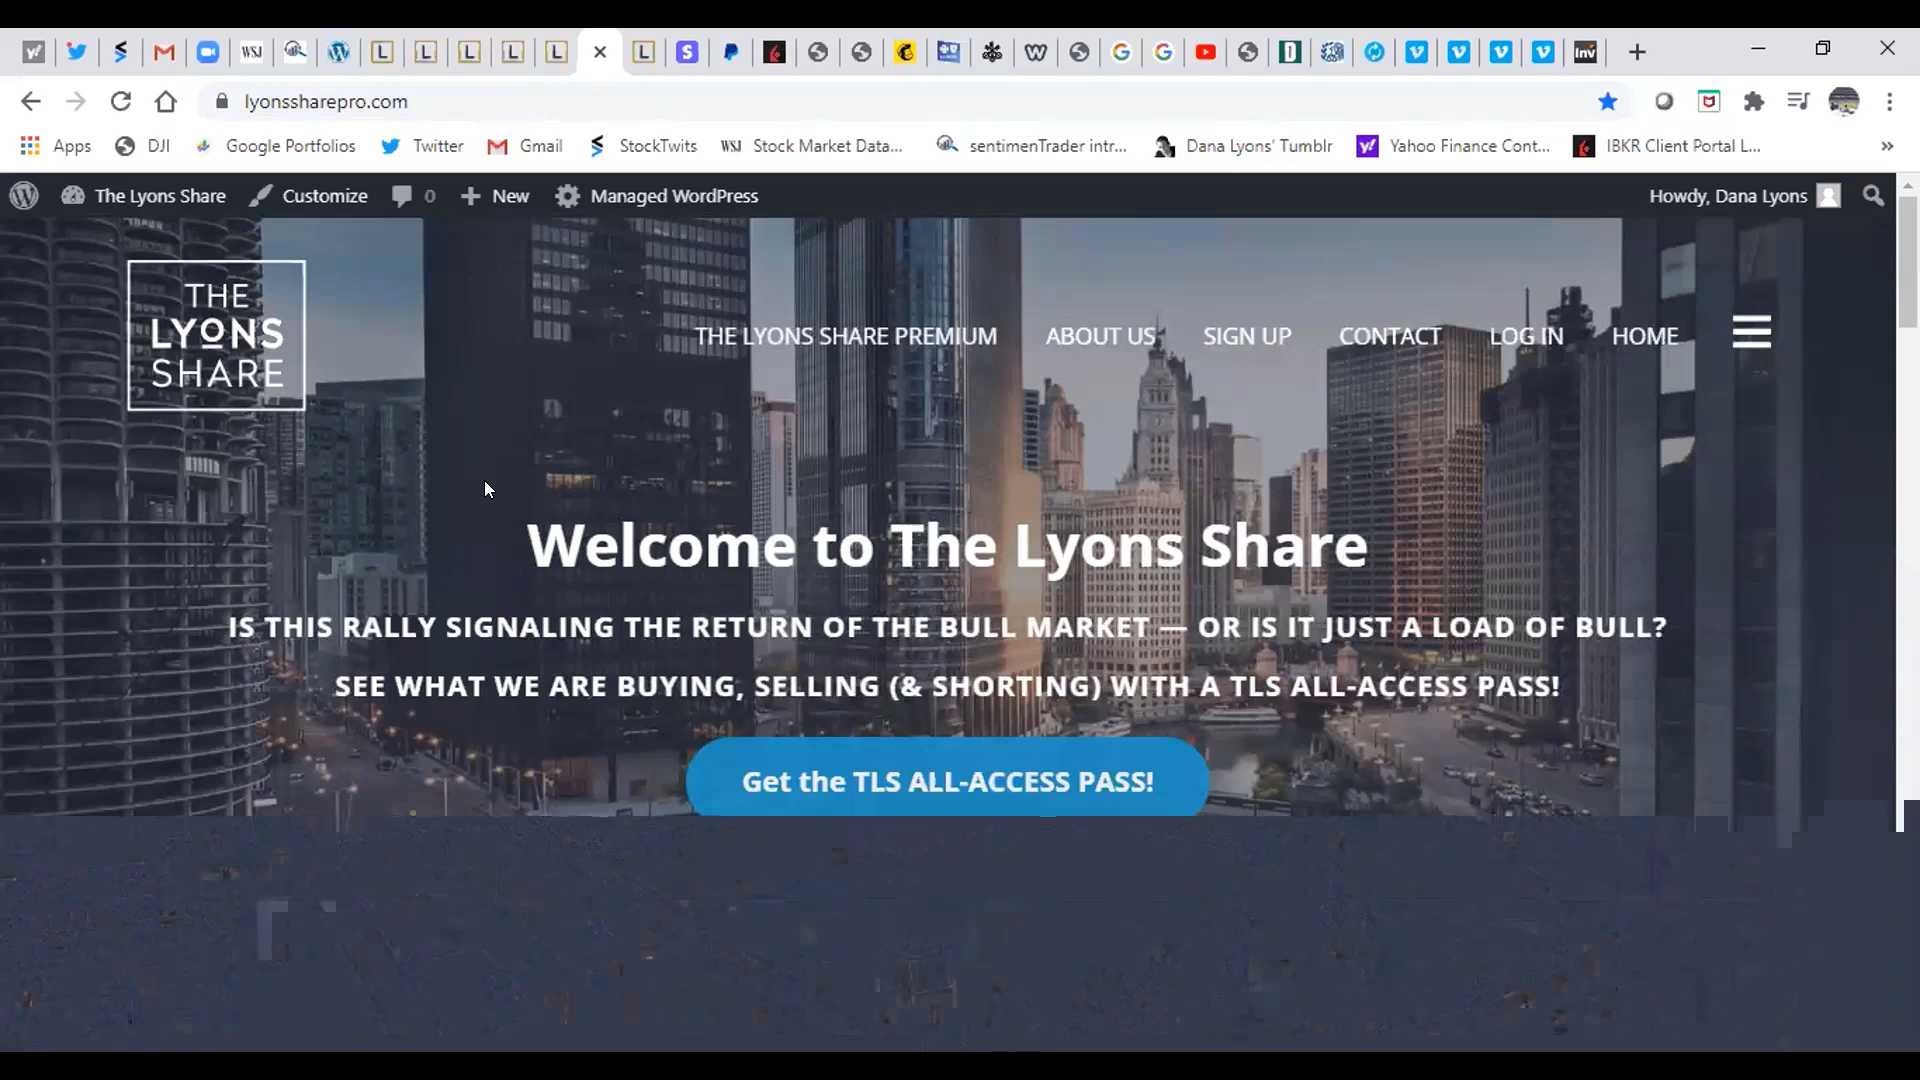 lyonssharepro.com
Apps DJI Google Portfolios Twitter Gmail StockTwits WSJ Stock Market Data... sentimenTrader intr... Dana Lyons' Tumblr Yahoo Finance Cont... IBKR Client Portal L... »
The Lyons Share Customize 0 New Managed WordPress Howdy, Dana Lyons
THE
LYONS
SHARE
THE LYONS SHARE PREMIUM ABOUT US SIGN UP CONTACT LOG IN HOME
Welcome to The Lyons Share
IS THIS RALLY SIGNALING THE RETURN OF THE BULL MARKET — OR IS IT JUST A LOAD OF BULL?
SEE WHAT WE ARE BUYING, SELLING (& SHORTING) WITH A TLS ALL-ACCESS PASS!
Get the TLS ALL-ACCESS PASS!